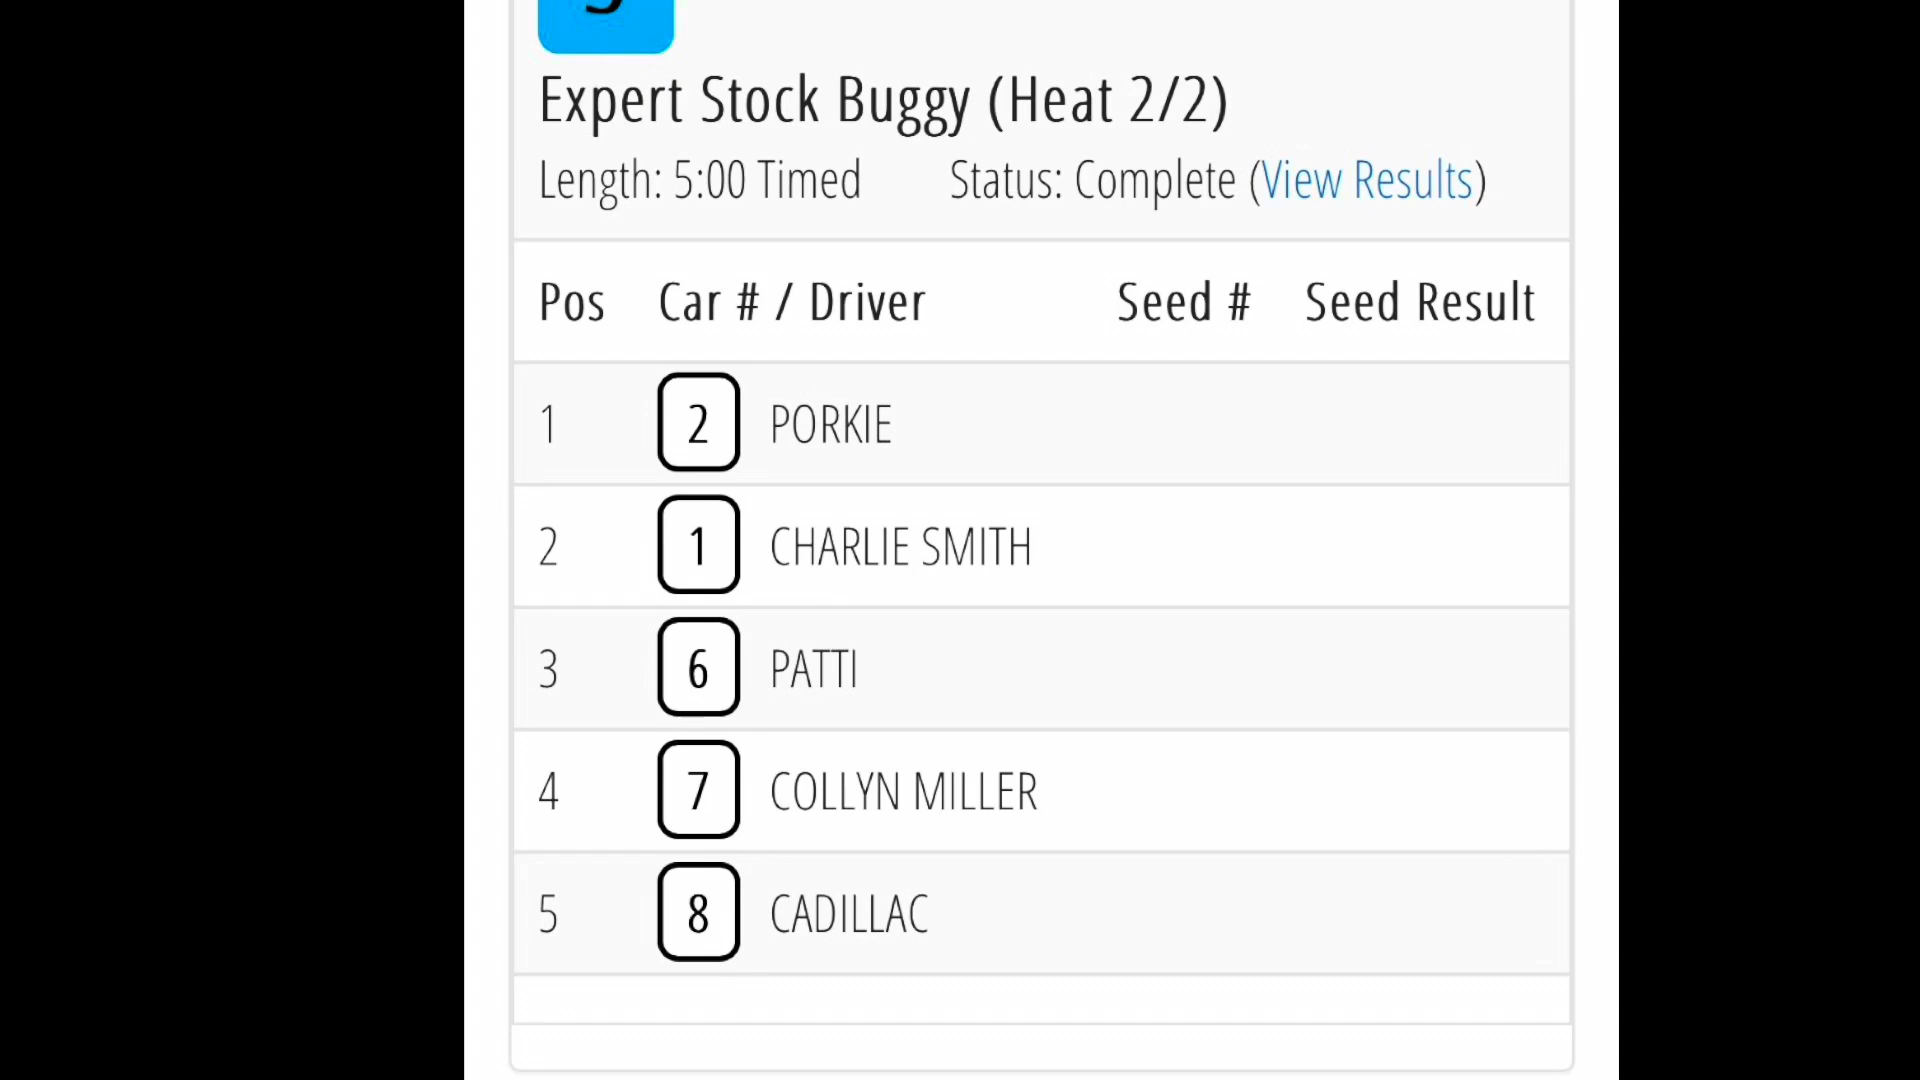 Expert Stock Buggy (Heat 2/2)
Length: 5:00 Timed Status: Complete (View Results)
Pos Car # / Driver Seed # Seed Result
1 2 PORKIE
2 1 CHARLIE SMITH
3 6 PATTI
4 7 COLLYN MILLER
5 8 CADILLAC